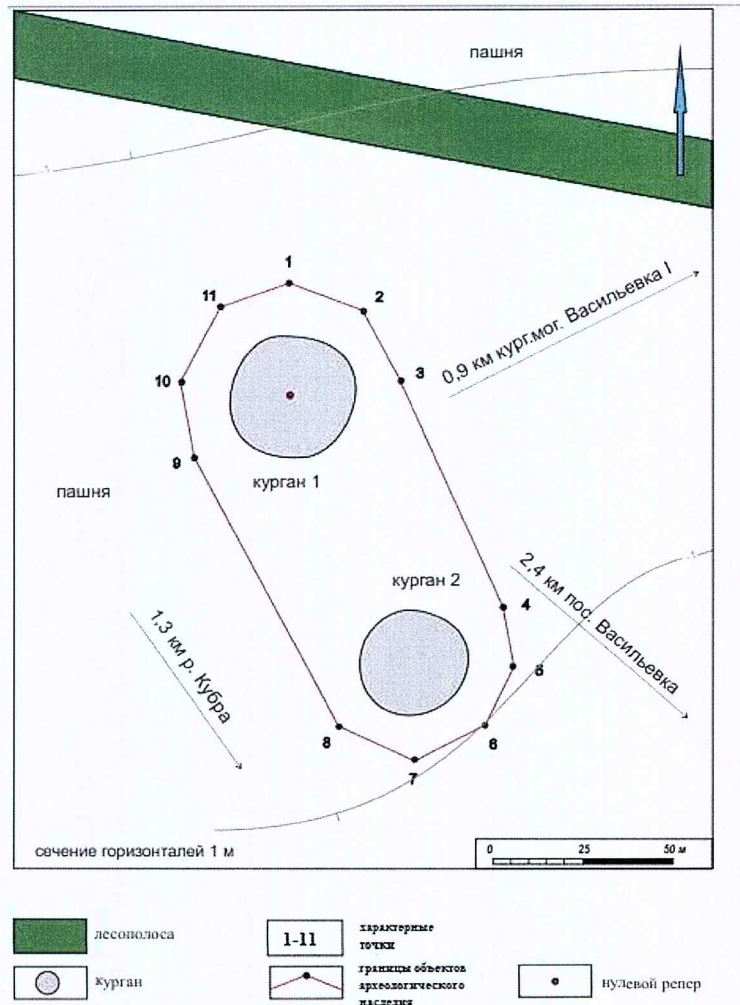 пашня
1
2
11
3
10
9
0,9 км кург.мог. Васильевка I
курган 1
пашня
курган 2
2,4 км пос. Васильевка
4
5
1,3 км р. Кубра
6
8
7
сечение горизонталей 1 м
0 25 50 м
лесополоса
1-11
характерные
точки
курган
границы объектов
археологического
наследия
нулевой репер